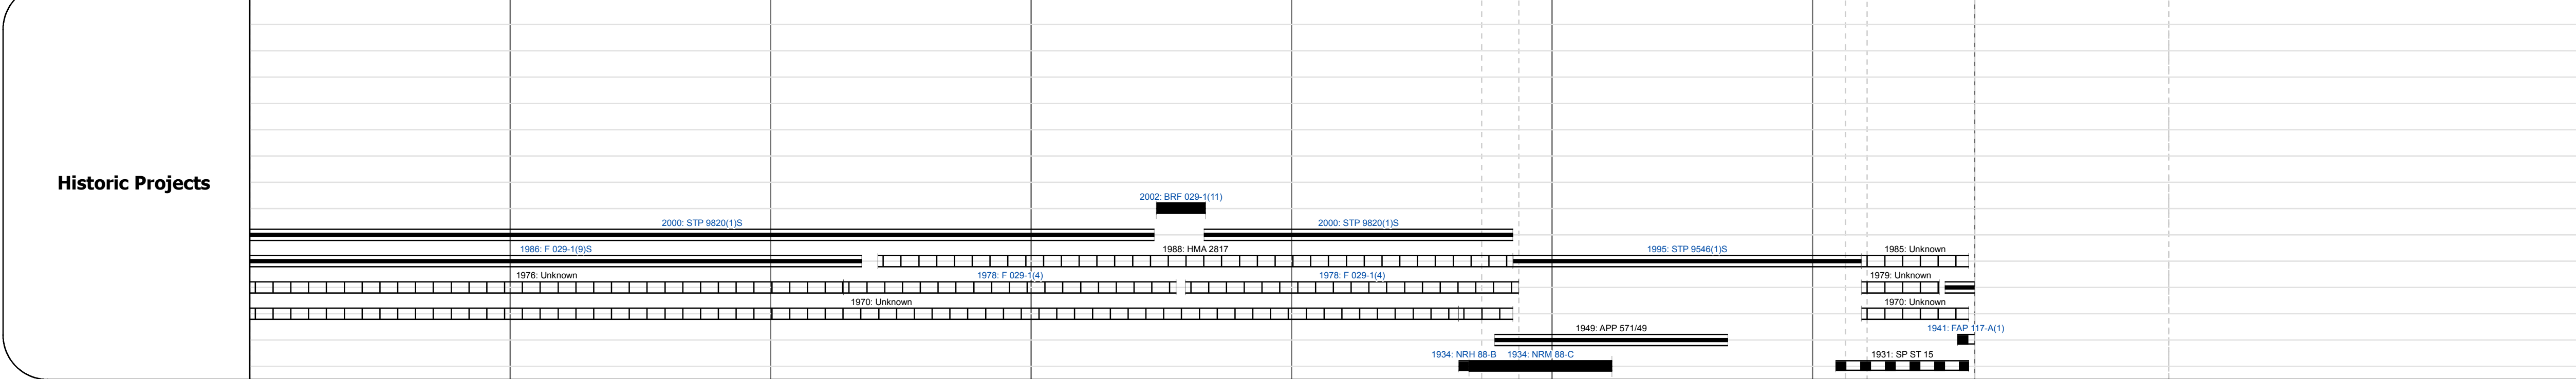 Historic Projects
2002: BRF 029-1(11)
2000: STP 9820(1)S
2000: STP 9820(1)S
1986: F 029-1(9)S
1988: HMA 2817
1995: STP 9546(1)S
1985: Unknown
1976: Unknown
1978: F 029-1(4)
1978: F 029-1(4)
1979: Unknown
1970: Unknown
1970: Unknown
1949: APP 571/49
1941: FAP 117-A(1)
1934: NRH 88-B
1934: NRM 88-C
1931: SP ST 15